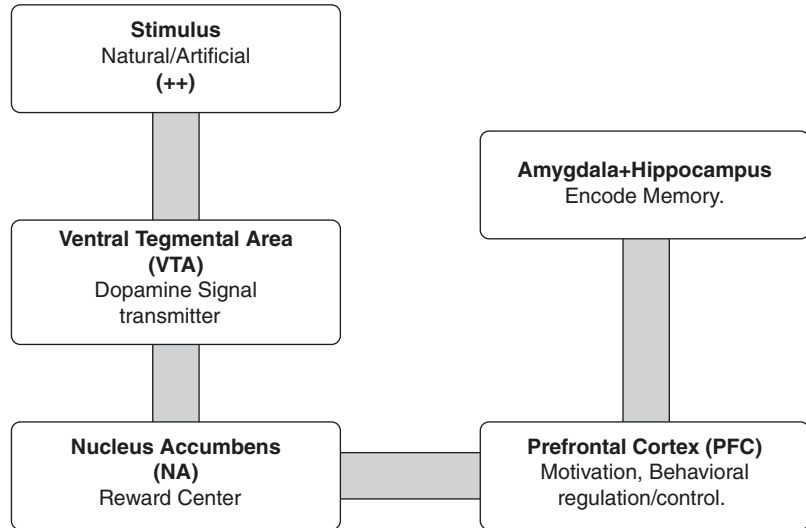 Stimulus
Natural/Artificial
(++)
Ventral Tegmental Area
(VTA)
Dopamine Signal
transmitter
Nucleus Accumbens
(NA)
Reward Center
Prefrontal Cortex (PFC)
Motivation, Behavioral
regulation/control.
Amygdala+Hippocampus
Encode Memory.